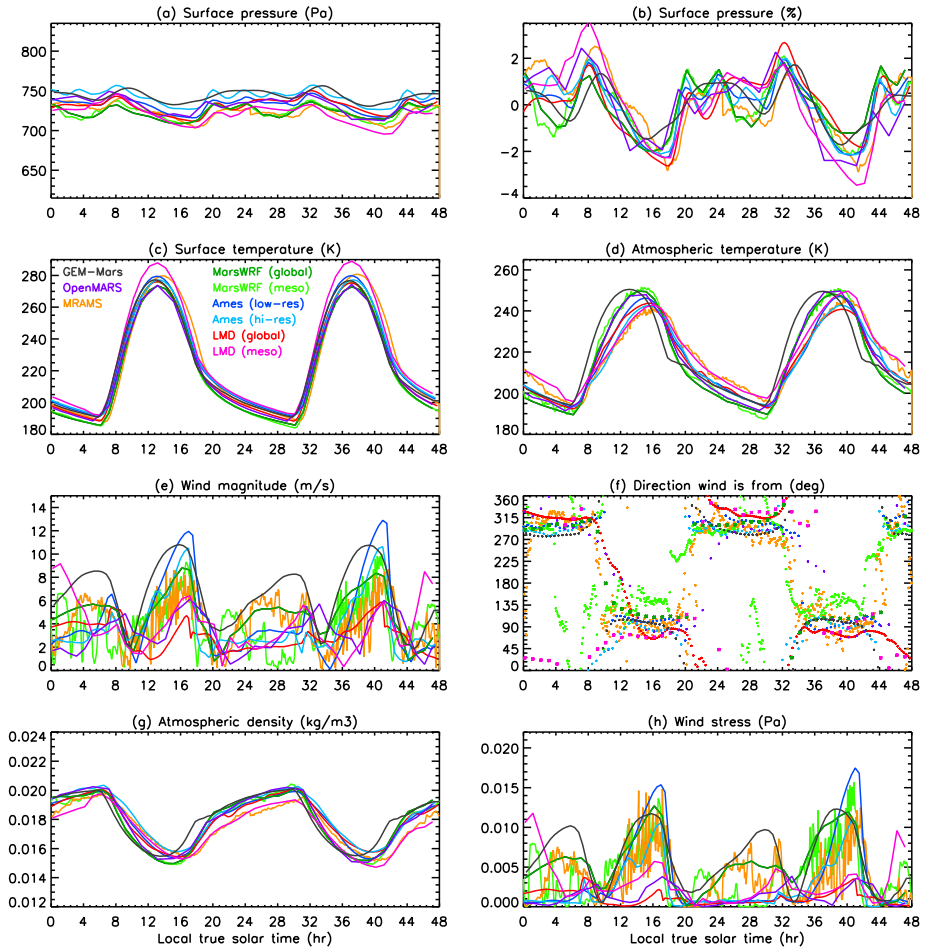 (a) Surface pressure (Pa)
800
750
700
650
0 4 8 12 16 20 24 28 32 36 40 44 48
(b) Surface pressure (%)
2
0
−2
−4
0 4 8 12 16 20 24 28 32 36 40 44 48
(c) Surface temperature (K)
280
260
240
220
200
180
GEM−Mars
OpenMARS
MRAMS
MarsWRF (global)
MarsWRF (meso)
Ames (low−res)
Ames (hi−res)
LMD (global)
LMD (meso)
0 4 8 12 16 20 24 28 32 36 40 44 48
(d) Atmospheric temperature (K)
260
240
220
200
180
0 4 8 12 16 20 24 28 32 36 40 44 48
(e) Wind magnitude (m/s)
14
12
10
8
6
4
2
0
0 4 8 12 16 20 24 28 32 36 40 44 48
(f) Direction wind is from (deg)
360
315
270
225
180
135
90
45
0
0 4 8 12 16 20 24 28 32 36 40 44 48
(g) Atmospheric density (kg/m3)
0.024
0.022
0.020
0.018
0.016
0.014
0.012
0 4 8 12 16 20 24 28 32 36 40 44 48
Local true solar time (hr)
(h) Wind stress (Pa)
0.020
0.015
0.010
0.005
0.000
0 4 8 12 16 20 24 28 32 36 40 44 48
Local true solar time (hr)